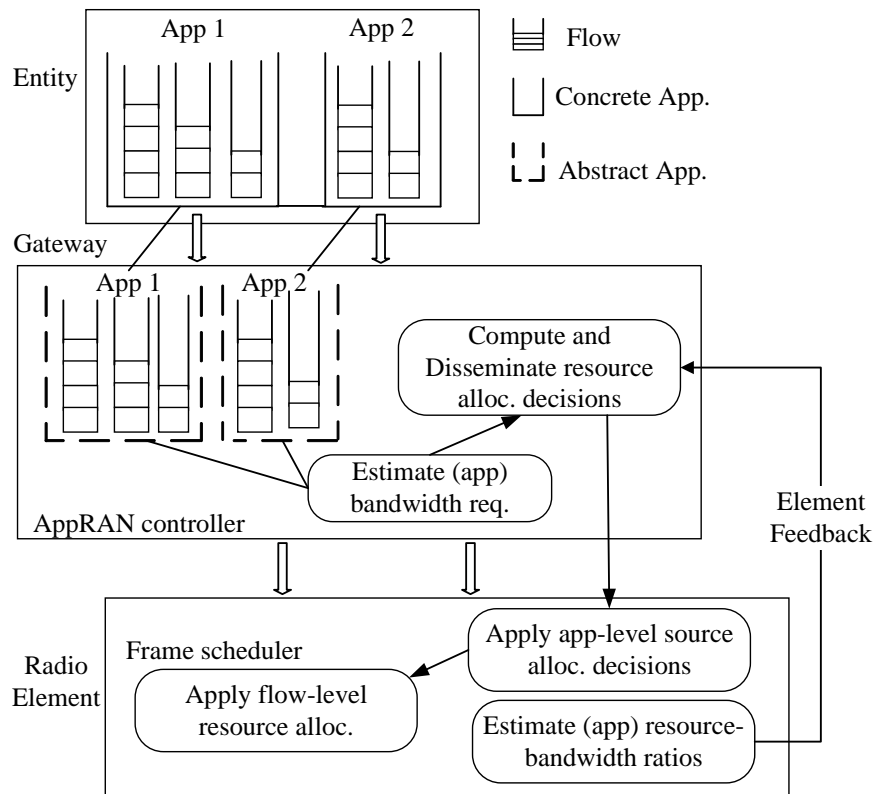 App 1
App 2
Flow
Entity
Concrete App.
Abstract App.
Gateway
App 1
App 2
Compute and
Disseminate resource
alloc. decisions
Estimate (app)
bandwidth req.
AppRAN controller
Element
Feedback
Radio
Element
Frame scheduler
Apply app-level source
alloc. decisions
Apply flow-level
resource alloc.
Estimate (app) resource-
bandwidth ratios